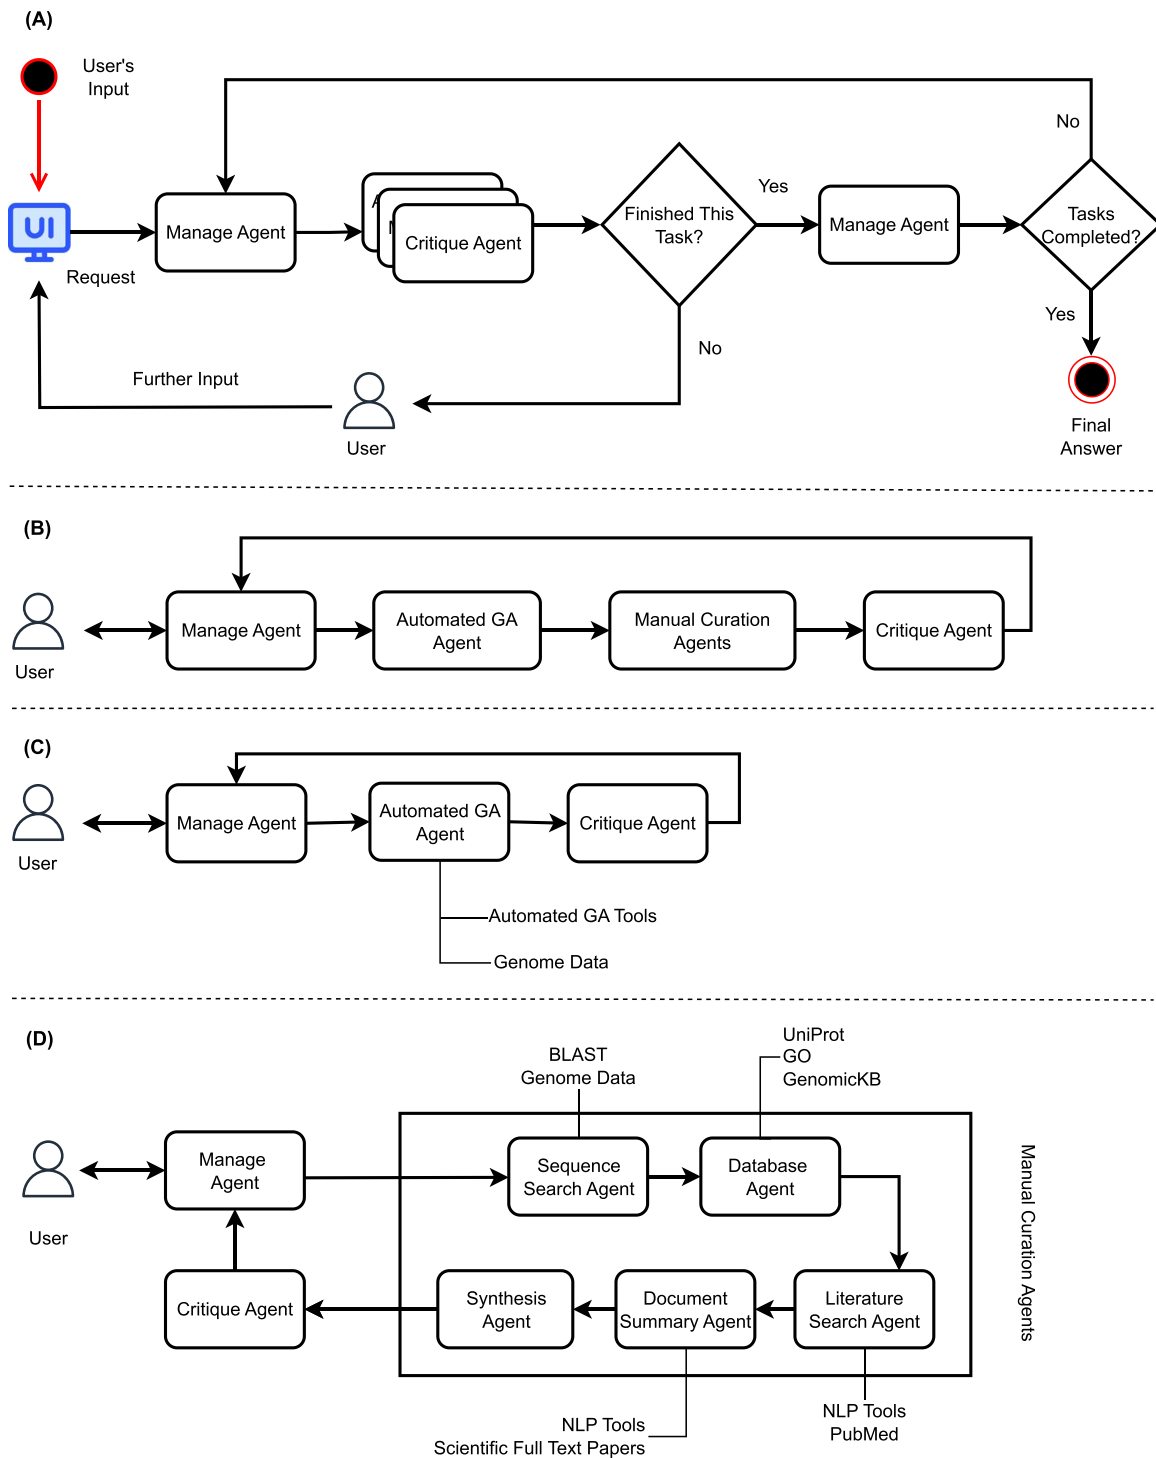 (A)
User's
Input
No
Yes
UI
Manage Agent
A
M
Critique Agent
Finished This
Task?
Manage Agent
Tasks
Completed?
Request
Yes
No
Further Input
User
Final
Answer
(B)
User
Manage Agent
Automated GA
Agent
Manual Curation
Agents
Critique Agent
(C)
User
Manage Agent
Automated GA
Agent
Critique Agent
Automated GA Tools
Genome Data
(D)
BLAST
Genome Data
UniProt
GO
GenomicKB
User
Manage
Agent
Sequence
Search Agent
Database
Agent
Manual Curation Agents
Critique Agent
Synthesis
Agent
Document
Summary Agent
Literature
Search Agent
NLP Tools
Scientific Full Text Papers
NLP Tools
PubMed